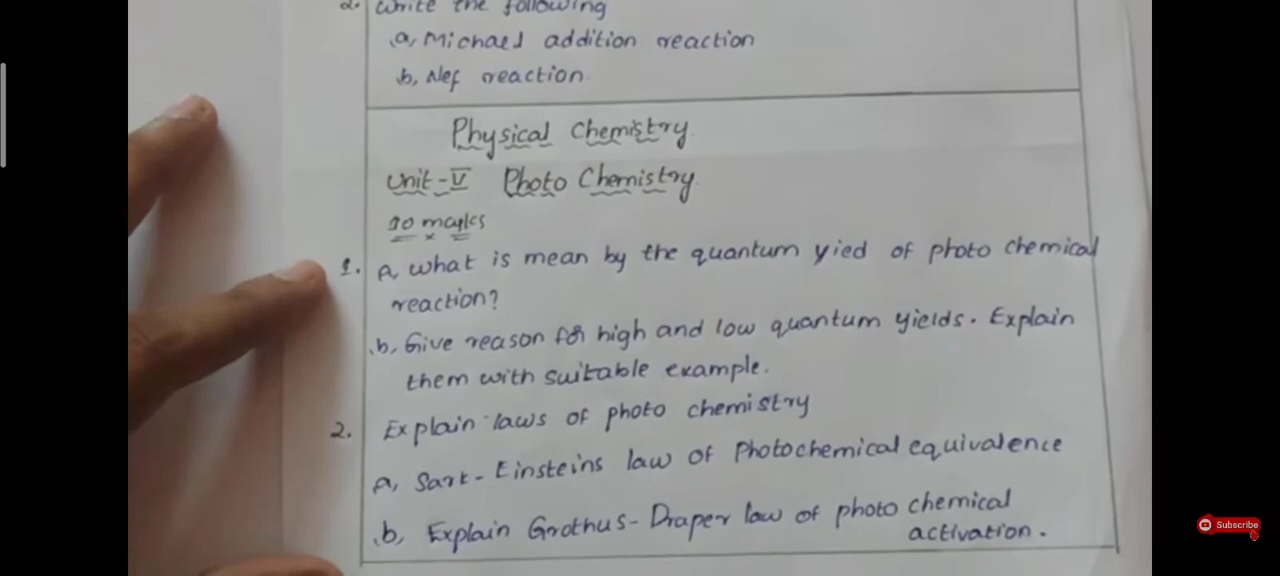 2. Write the following
a, Michael addition reaction
b, Nef reaction.
Physical Chemistry
Unit-V Photo Chemistry
10 marks
1. a, what is mean by the quantum yied of photo chemical
reaction?
b, Give reason for high and low quantum yields. Explain
them with suitable example.
2. Explain laws of photo chemistry
a, Sark-Einsteins law of Photochemical equivalence
b, Explain Grothus-Draper law of photo chemical
activation.
Subscribe